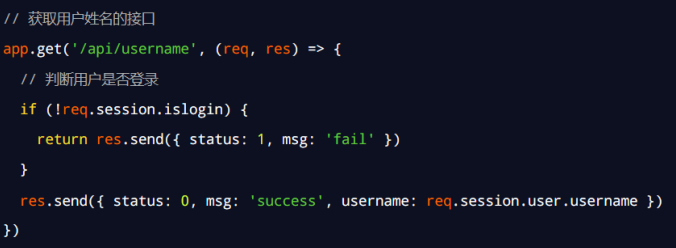 // 获取用户姓名的接口
app.get('/api/username', (req, res) => {
  // 判断用户是否登录
  if (!req.session.islogin) {
    return res.send({ status: 1, msg: 'fail' })
  }
  res.send({ status: 0, msg: 'success', username: req.session.user.username })
})